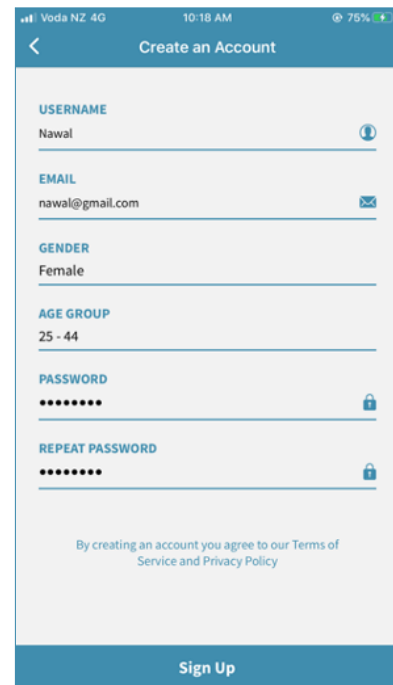 Voda NZ 4G 10:18 AM 75%
Create an Account
USERNAME
Nawal
EMAIL
nawal@gmail.com
GENDER
Female
AGE GROUP
25 - 44
PASSWORD
••••••••
REPEAT PASSWORD
••••••••
By creating an account you agree to our Terms of
Service and Privacy Policy
Sign Up